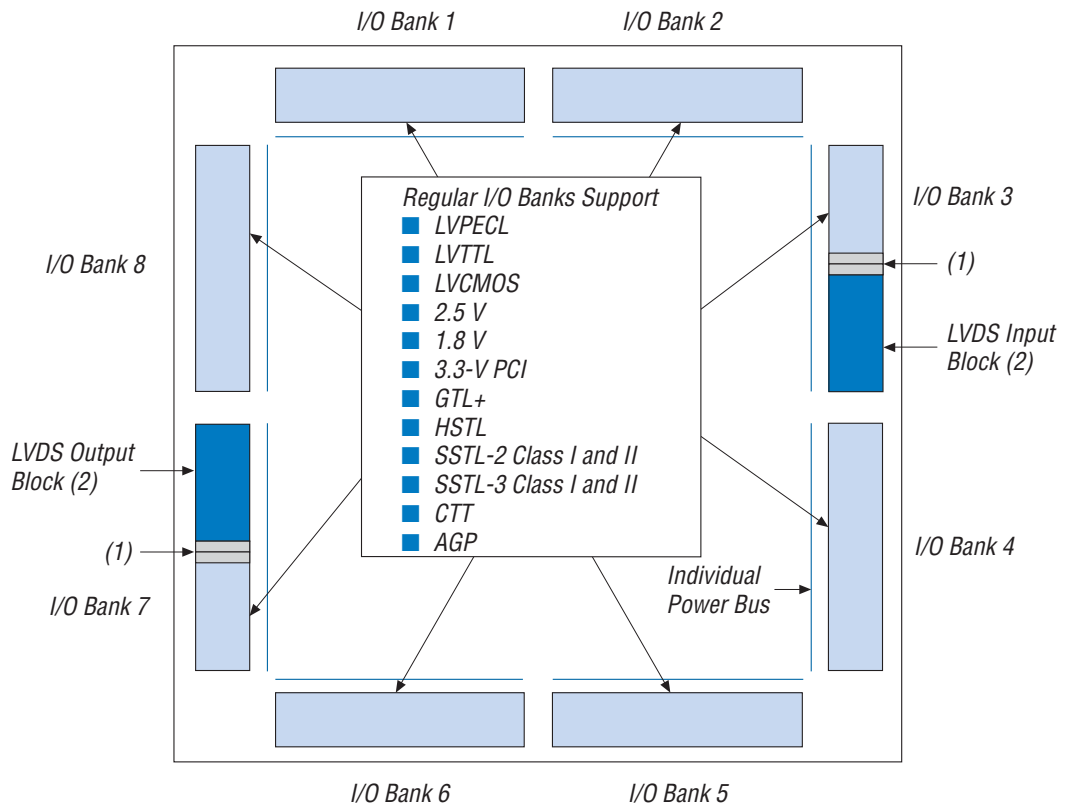 I/O Bank 1
I/O Bank 2
Regular I/O Banks Support
LVPECL
LVTTL
LVCMOS
2.5 V
1.8 V
3.3-V PCI
GTL+
HSTL
SSTL-2 Class I and II
SSTL-3 Class I and II
CTT
AGP
I/O Bank 3
(1)
LVDS Input
Block (2)
I/O Bank 8
LVDS Output
Block (2)
(1)
I/O Bank 7
I/O Bank 4
Individual
Power Bus
I/O Bank 6
I/O Bank 5